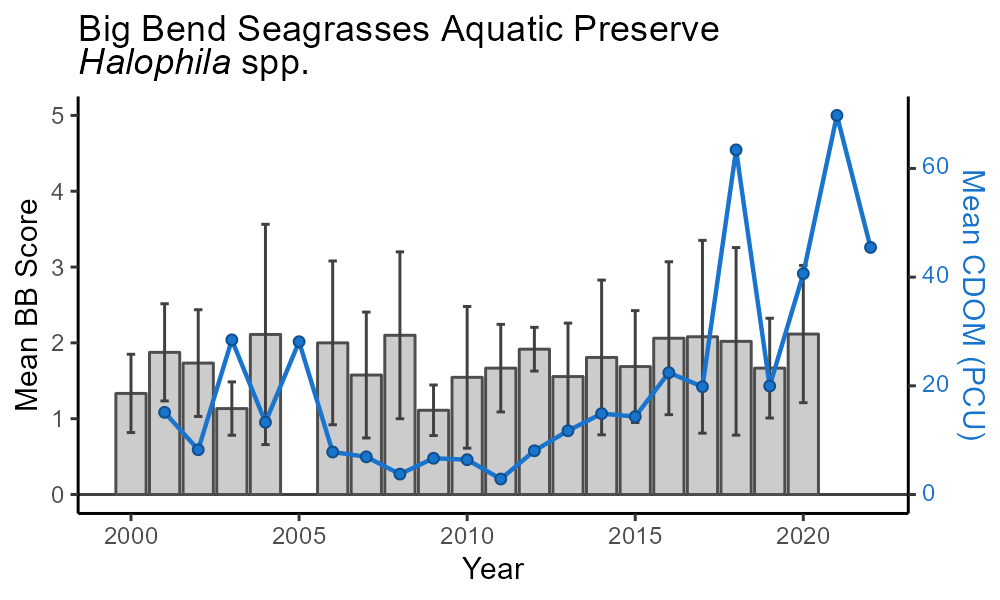 Big Bend Seagrasses Aquatic Preserve
Halophila spp.
5
4
3
2
1
0
Mean BB Score
60
40
20
0
Mean CDOM (PCU)
2000 2005 2010 2015 2020
Year